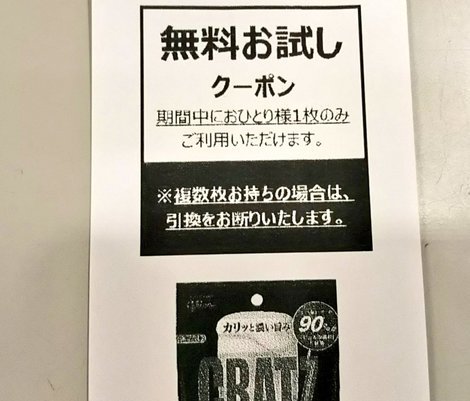 無料お試し
クーポン
期間中におひとり様1枚のみ
ご利用いただけます。
※複数枚お持ちの場合は、
引換をお断りいたします。
カリッと濃い旨み
90
CRATZ